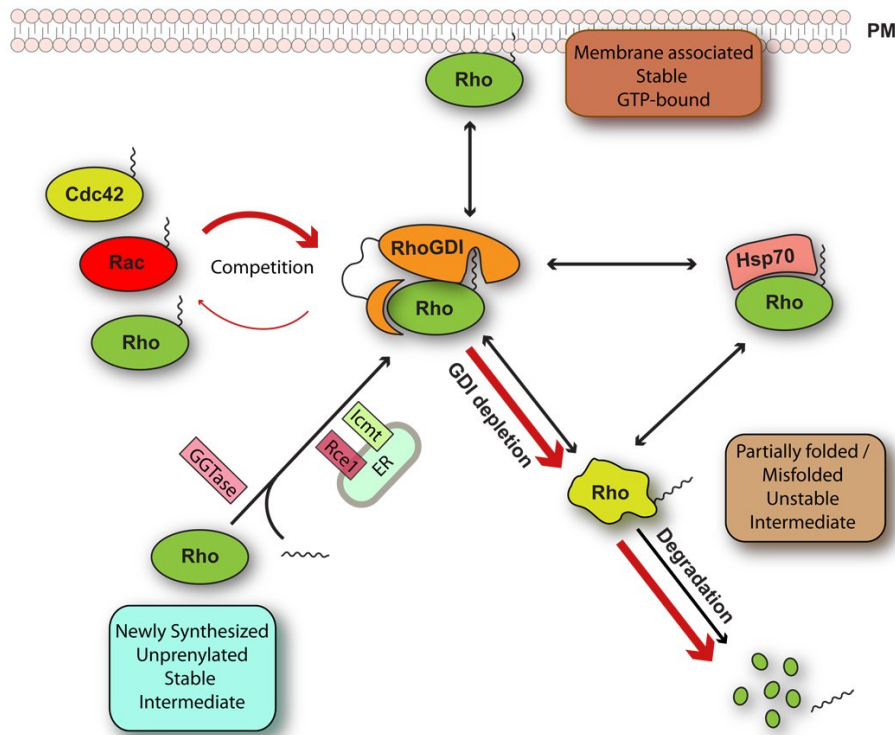 PM
Rho
Membrane associated
Stable
GTP-bound
Cdc42
Rac
Rho
Competition
RhoGDI
Rho
Hsp70
Rho
GDI depletion
GGTase
Icmt
Rce1
ER
Rho
Rho
Partially folded /
Misfolded
Unstable
Intermediate
Degradation
Newly Synthesized
Unprenylated
Stable
Intermediate